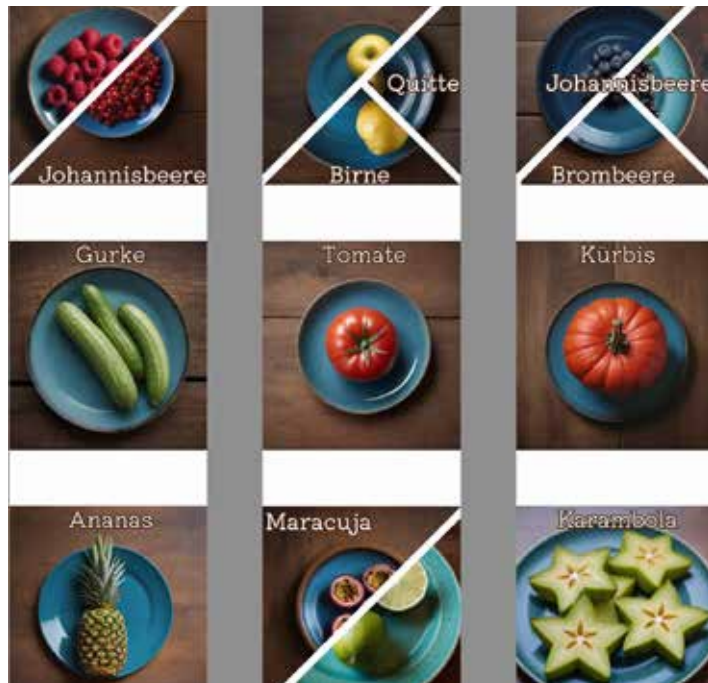 Johannisbeere
Quitte
Birne
Johannisbeere
Brombeere
Gurke
Tomate
Kürbis
Ananas
Maracuja
Karambola